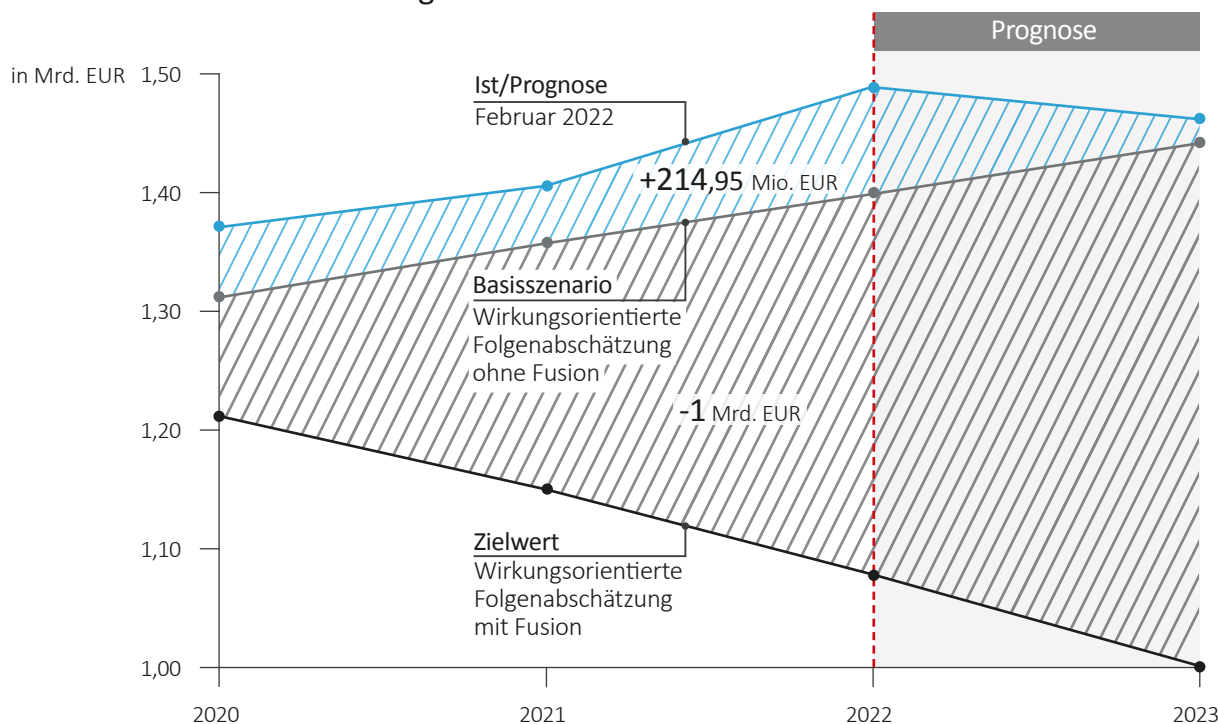 Prognose
in Mrd. EUR
1,50
Ist/Prognose
Februar 2022
+214,95 Mio. EUR
1,40
Basisszenario
Wirkungsorientierte
Folgenabschätzung
ohne Fusion
1,30
-1 Mrd. EUR
1,20
Zielwert
Wirkungsorientierte
Folgenabschätzung
mit Fusion
1,10
1,00
2020
2021
2022
2023